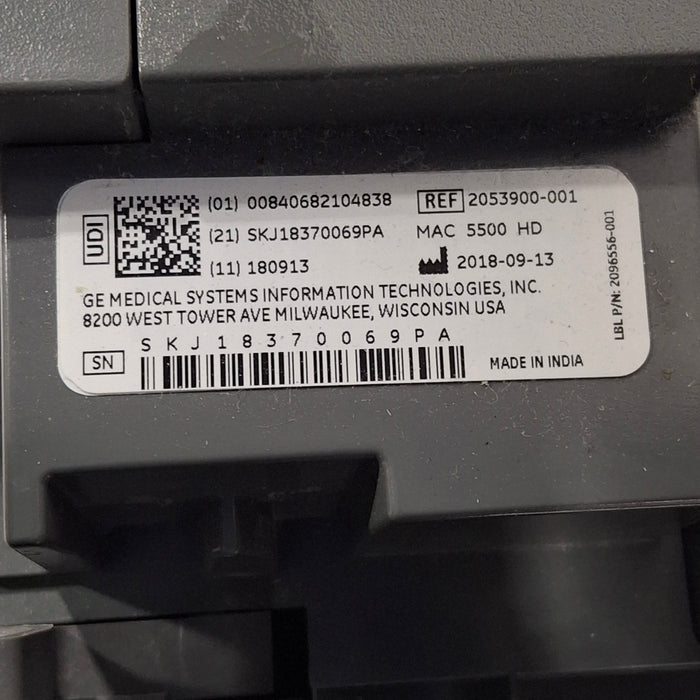 UDI
(01) 00840682104838
REF 2053900-001
(21) SKJ18370069PA
MAC 5500 HD
(11) 180913
2018-09-13
GE MEDICAL SYSTEMS INFORMATION TECHNOLOGIES, INC.
8200 WEST TOWER AVE MILWAUKEE, WISCONSIN USA
SN
SKJ18370069PA
MADE IN INDIA
LBL P/N: 2096556-001